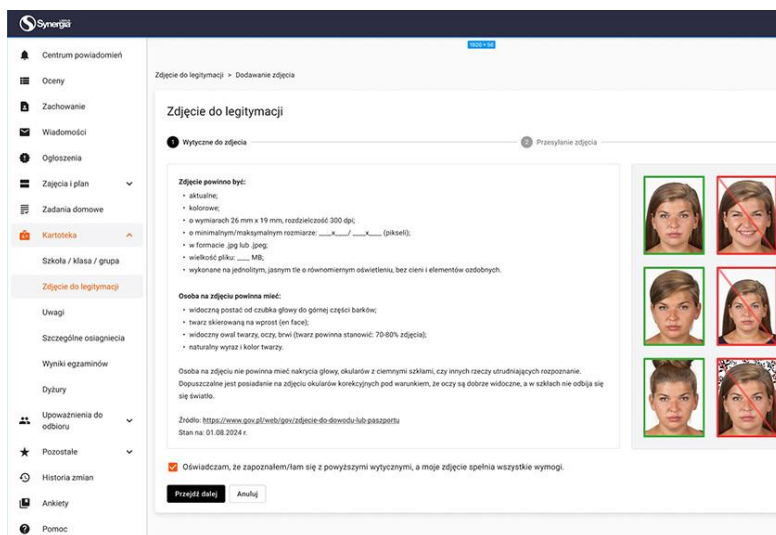 Synergia
1920 × 56
Centrum powiadomień
Oceny
Zachowanie
Wiadomości
Ogłoszenia
Zajęcia i plan
Zadania domowe
Kartoteka
Szkoła / klasa / grupa
Zdjęcie do legitymacji
Uwagi
Szczególne osiągniecia
Wyniki egzaminów
Dyżury
Upoważnienia do
odbioru
Pozostałe
Historia zmian
Ankiety
Pomoc
Zdjęcie do legitymacji > Dodawanie zdjęcia
Zdjęcie do legitymacji
1 Wytyczne do zdjecia
2 Przesyłanie zdjęcia
Zdjęcie powinno być:
• aktualne;
• kolorowe;
• o wymiarach 26 mm x 19 mm, rozdzielczość 300 dpi;
• o minimalnym/maksymalnym rozmiarze: ___x___/ ___x___ (pikseli);
• w formacie .jpg lub .jpeg;
• wielkość pliku: ___ MB;
• wykonane na jednolitym, jasnym tle o równomiernym oświetleniu, bez cieni i elementów ozdobnych.
Osoba na zdjęciu powinna mieć:
• widoczną postać od czubka głowy do górnej części barków;
• twarz skierowaną na wprost (en face);
• widoczny owal twarzy, oczy, brwi (twarz powinna stanowić: 70-80% zdjęcia);
• naturalny wyraz i kolor twarzy.
Osoba na zdjęciu nie powinna mieć nakrycia głowy, okularów z ciemnymi szkłami, czy innych rzeczy utrudniających rozpoznanie.
Dopuszczalne jest posiadanie na zdjęciu okularów korekcyjnych pod warunkiem, że oczy są dobrze widoczne, a w szkłach nie odbija się
się światło.
Źródło: https://www.gov.pl/web/gov/zdjecie-do-dowodu-lub-paszportu
Stan na: 01.08.2024 r.
Oświadczam, że zapoznałem/łam się z powyższymi wytycznymi, a moje zdjęcie spełnia wszystkie wymogi.
Przejdź dalej
Anuluj